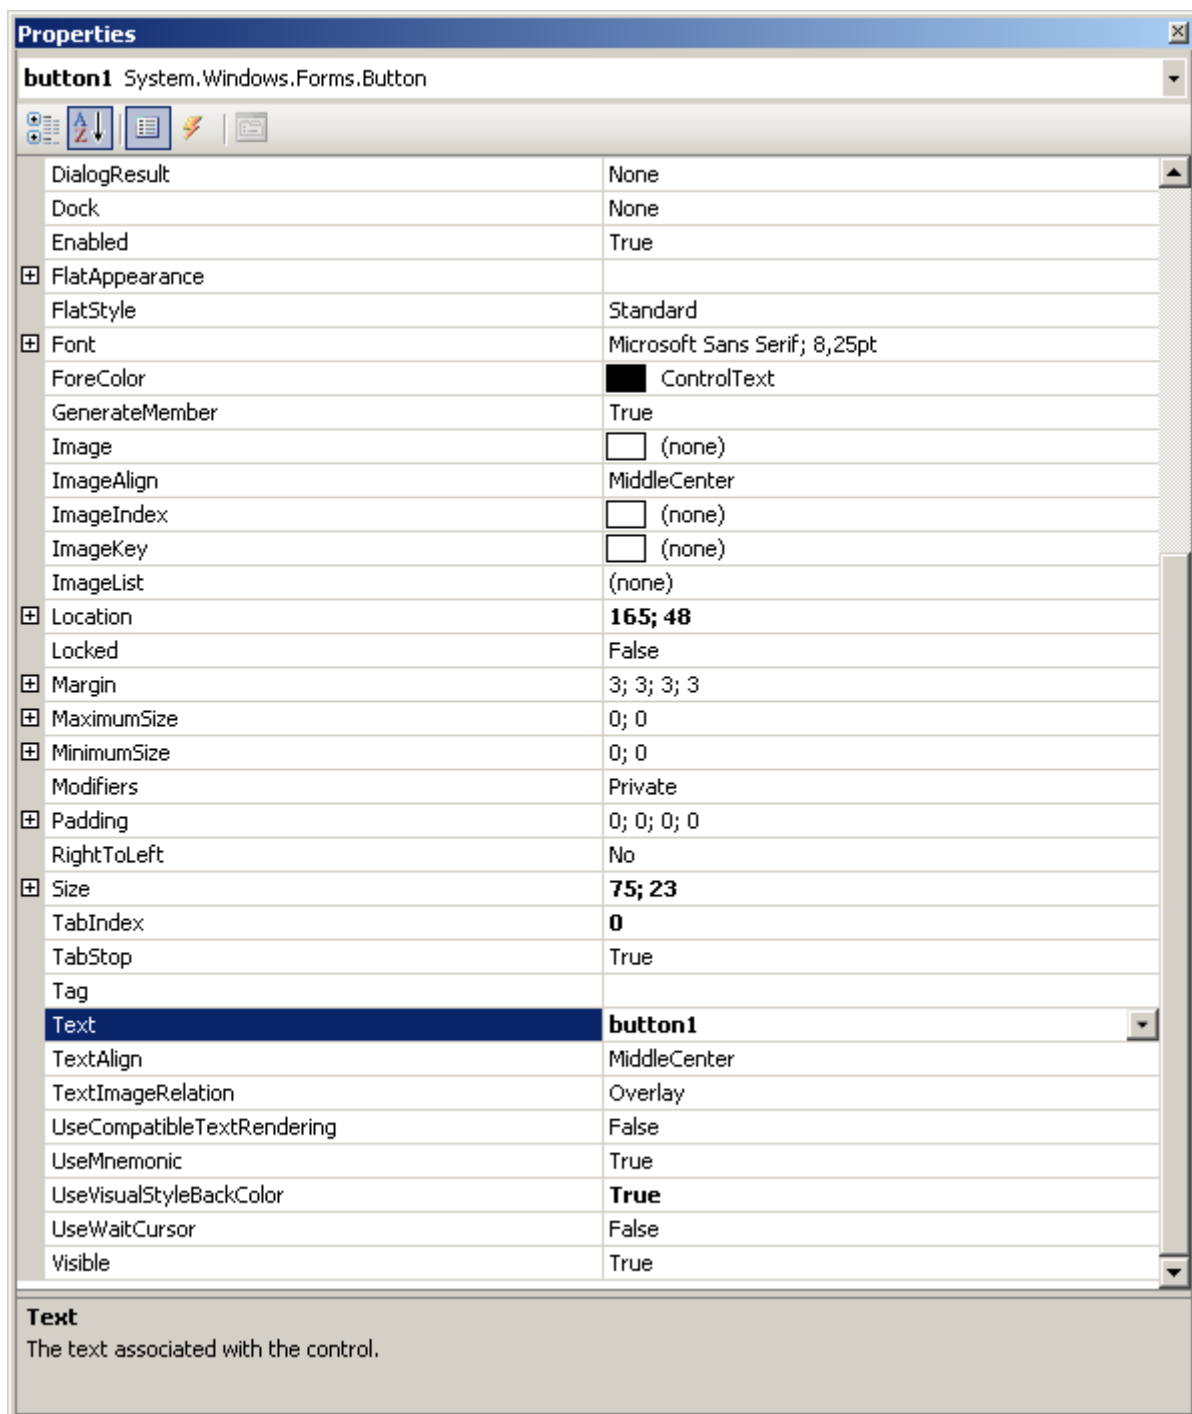 Properties
button1 System.Windows.Forms.Button
DialogResult None
Dock None
Enabled True
FlatAppearance
FlatStyle Standard
Font Microsoft Sans Serif; 8,25pt
ForeColor ControlText
GenerateMember True
Image (none)
ImageAlign MiddleCenter
ImageIndex (none)
ImageKey (none)
ImageList (none)
Location 165; 48
Locked False
Margin 3; 3; 3; 3
MaximumSize 0; 0
MinimumSize 0; 0
Modifiers Private
Padding 0; 0; 0; 0
RightToLeft No
Size 75; 23
TabIndex 0
TabStop True
Tag
Text button1
TextAlign MiddleCenter
TextImageRelation Overlay
UseCompatibleTextRendering False
UseMnemonic True
UseVisualStyleBackColor True
UseWaitCursor False
Visible True
Text
The text associated with the control.